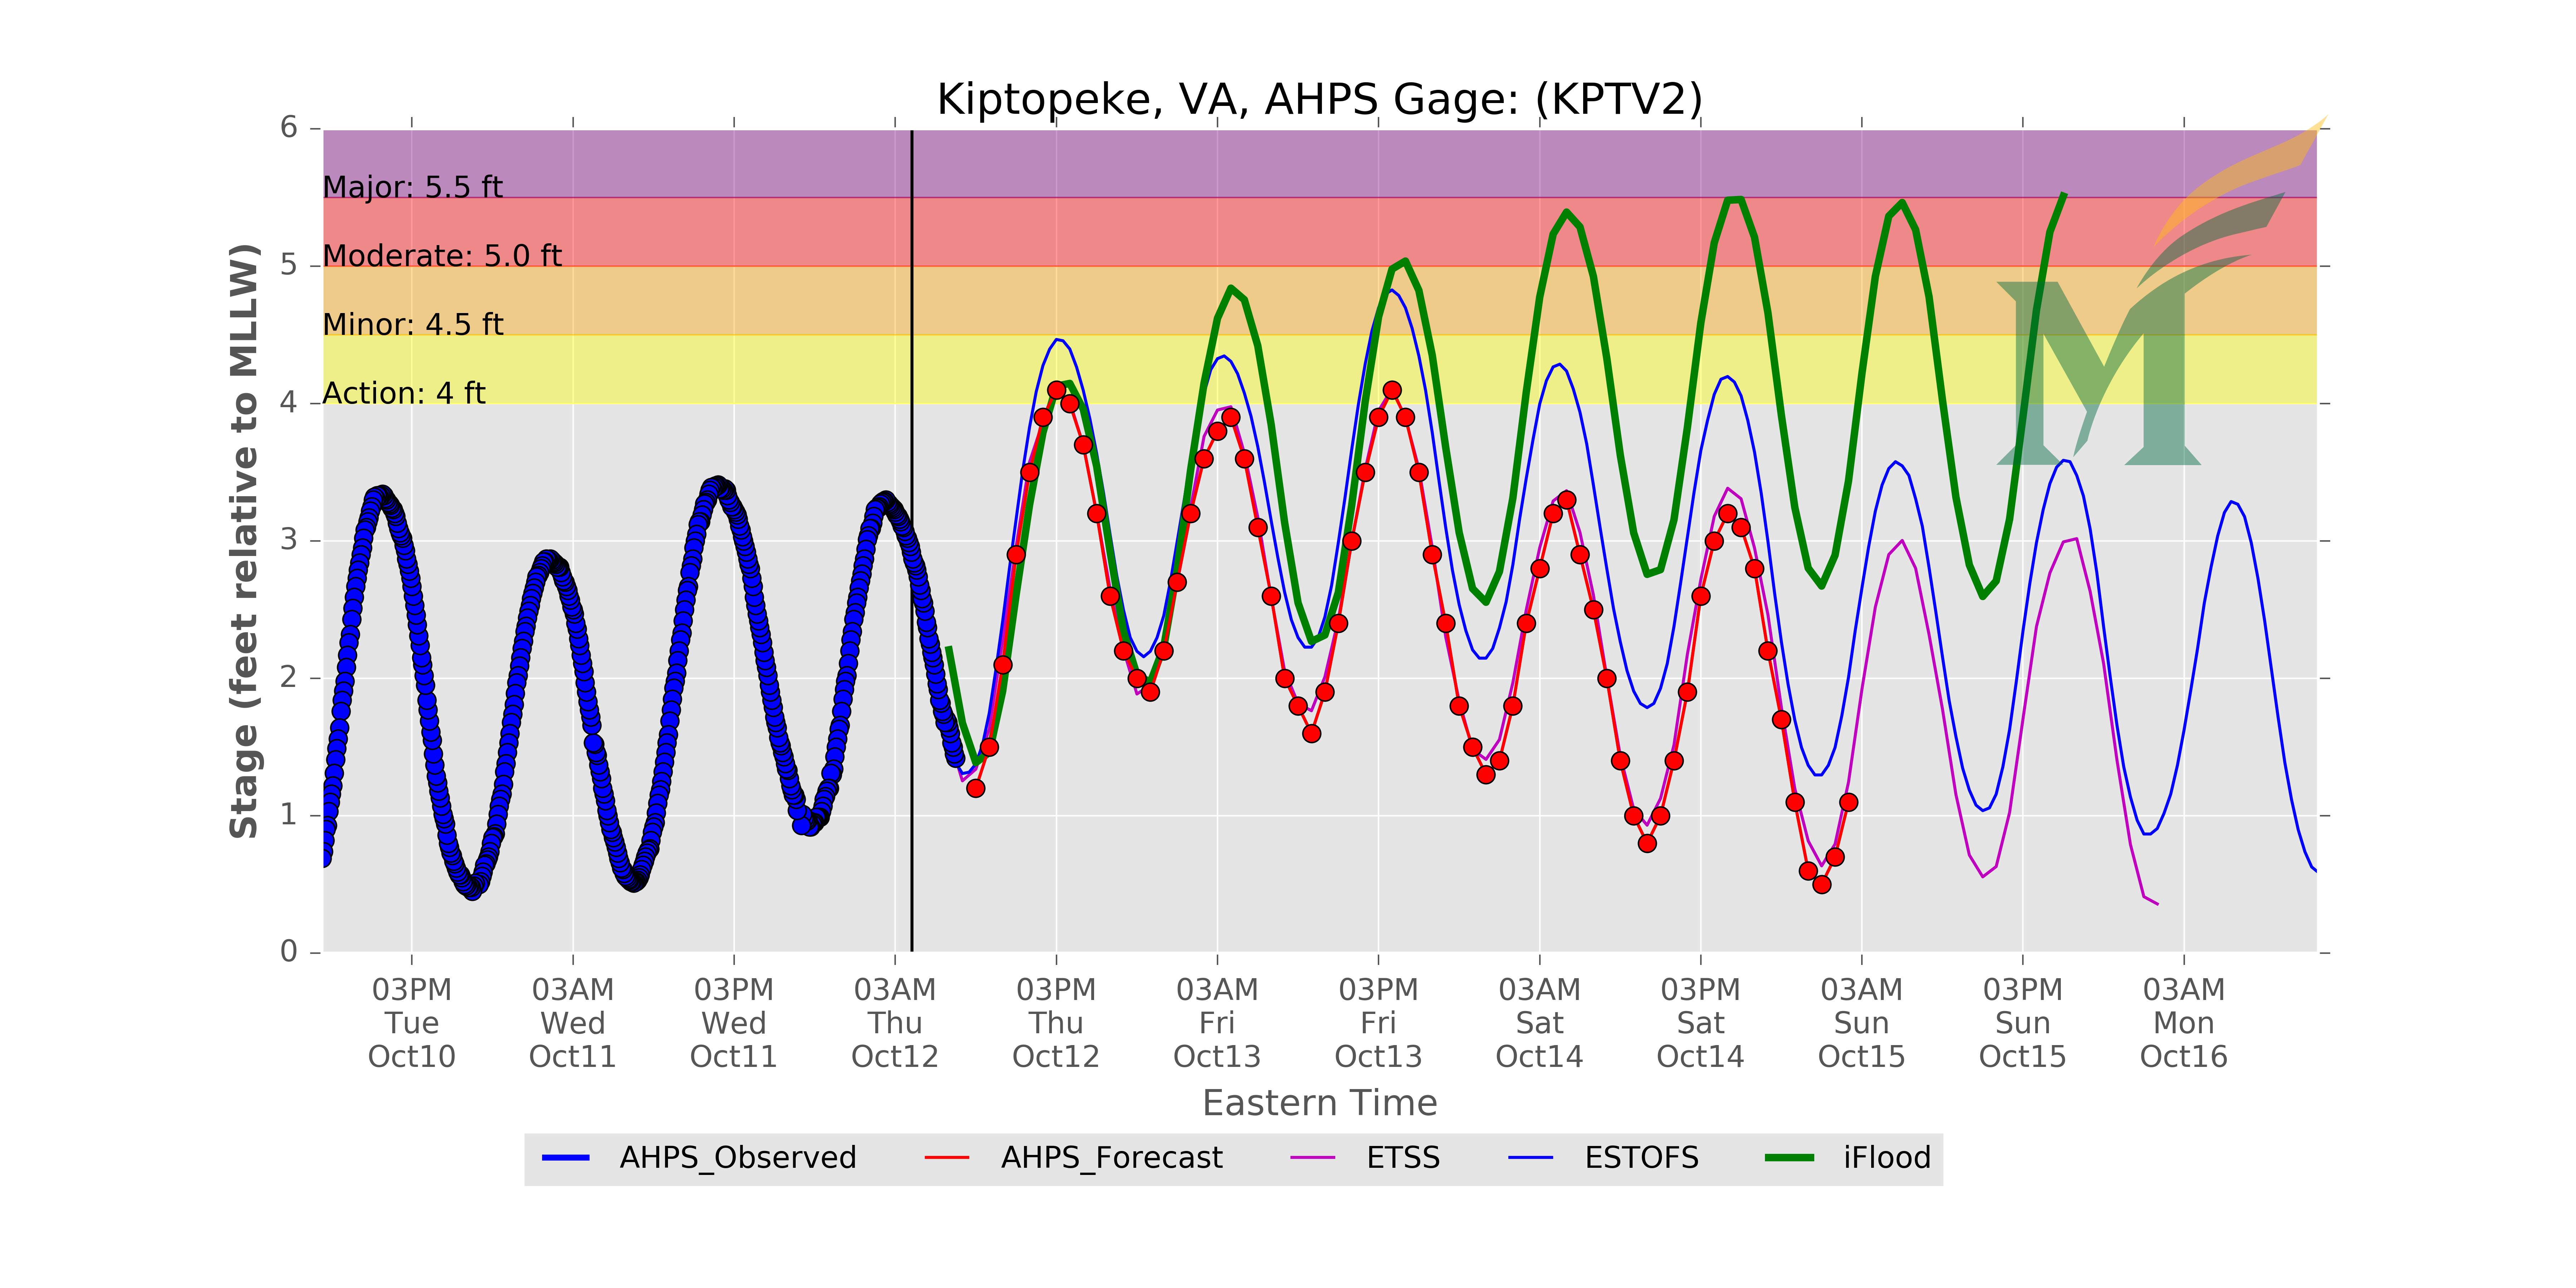 Kiptopeke, VA, AHPS Gage: (KPTV2)
Stage (feet relative to MLLW)
6
5
4
3
2
1
0
Major: 5.5 ft
Moderate: 5.0 ft
Minor: 4.5 ft
Action: 4 ft
03PM 03AM 03PM 03AM 03PM 03AM 03PM 03AM 03PM 03AM 03PM 03AM
Tue Wed Wed Thu Thu Fri Fri Sat Sat Sun Sun Mon
Oct10 Oct11 Oct11 Oct12 Oct12 Oct13 Oct13 Oct14 Oct14 Oct15 Oct15 Oct16
Eastern Time
AHPS_Observed AHPS_Forecast ETSS ESTOFS iFlood
M